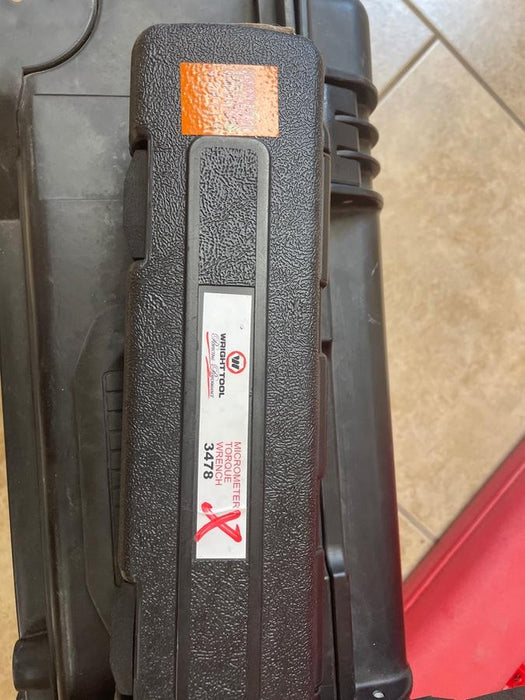 W
WRIGHT TOOL
MICROMETER
TORQUE
WRENCH
3478
X